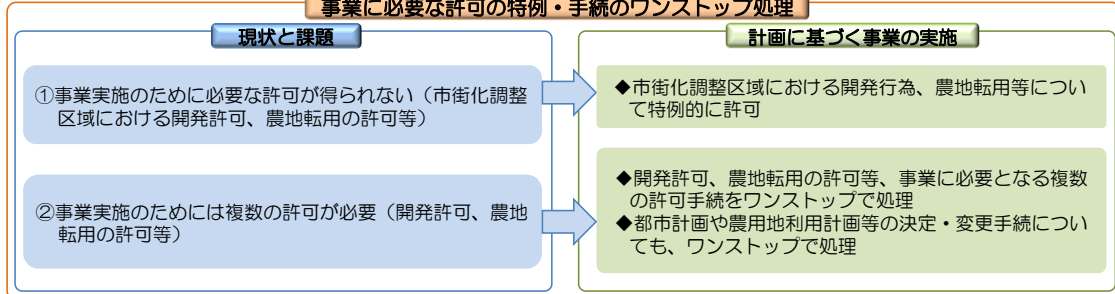 事業に必要な許可の特例・手続のワンストップ処理
現状と課題
①事業実施のために必要な許可が得られない（市街化調整
区域における開発許可、農地転用の許可等）
②事業実施のためには複数の許可が必要（開発許可、農地
転用の許可等）
計画に基づく事業の実施
◆市街化調整区域における開発行為、農地転用等につい
て特例的に許可
◆開発許可、農地転用の許可等、事業に必要となる複数
の許可手続をワンストップで処理
◆都市計画や農用地利用計画等の決定・変更手続につい
ても、ワンストップで処理